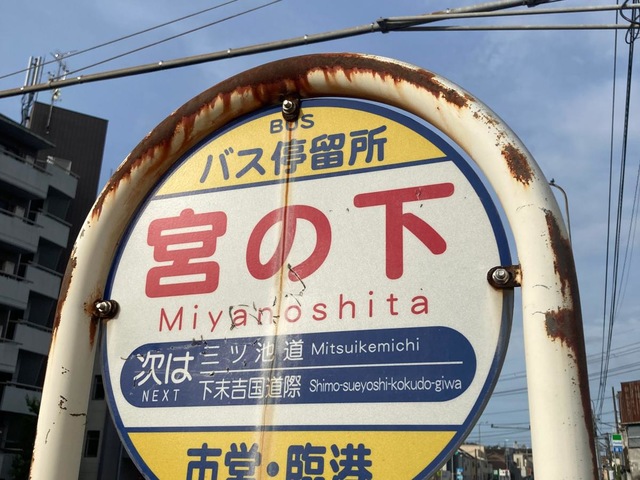 BUS
バス停留所
宮の下
Miyanoshita
次は NEXT
三ツ池道 Mitsuikemichi
下末吉国道際 Shimo-sueyoshi-kokudo-giwa
市営・臨港